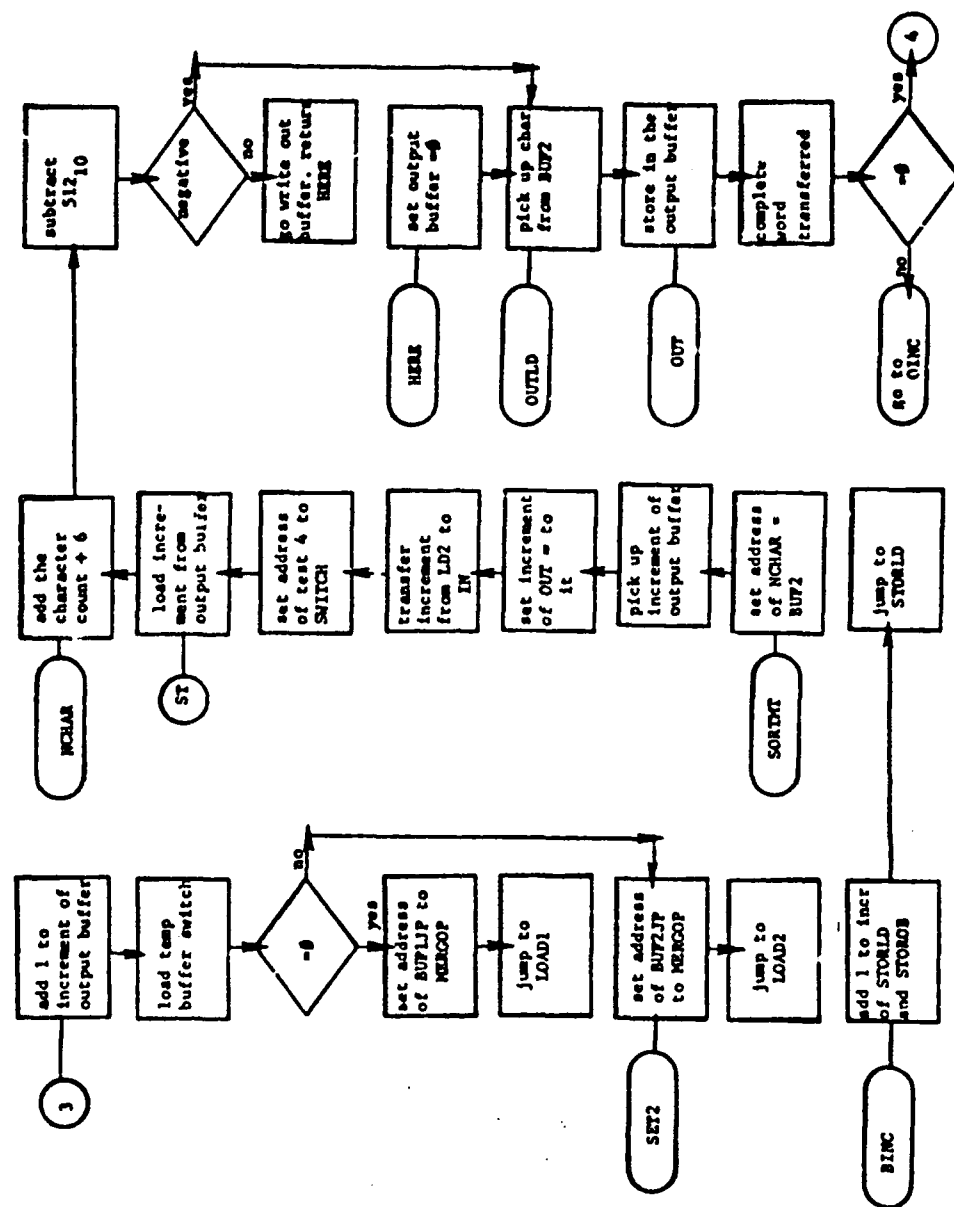 3
add 1 to
increment of
output buffer
load temp
buffer switch
=∅
no
yes
set address
of BUF1JP to
MERGOP
jump to
LOAD1
SET2
set address
of BUF2JP
to MERGOP
jump to
LOAD2
BINC
add 1 to incr
of STORLD
and STOROB
jump to
STORLD
NCHAR
add the
character
count + 6
ST
load incre-
ment from
output buffer
set address
of test 4 to
SWITCH
transfer
increment
from LD2 to
IN
set increment
of OUT = to
it
pick up
increment of
output buffer
SORTMT
set address
of NCHAR =
BUF2
subtract
512₁₀
negative
yes
no
go write out
buffer. return
HERE
HERE
set output
buffer =∅
OUTLD
pick up char
from BUF2
OUT
store in the
output buffer
complete
word
transferred
=∅
no
yes
go to
OINC
4